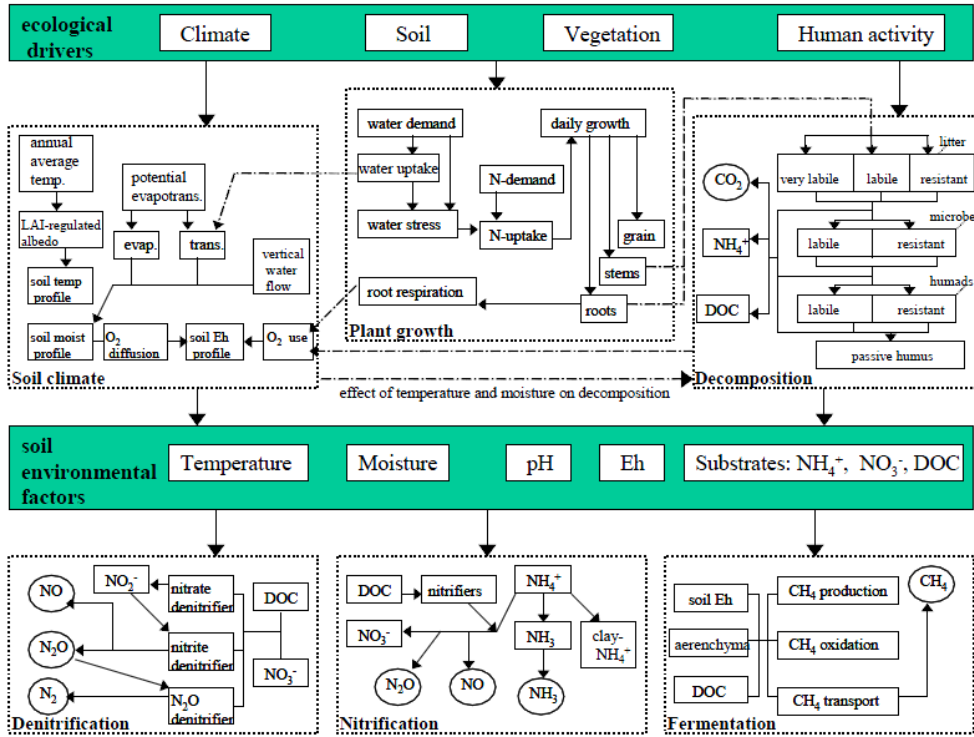 ecological
drivers
Climate
Soil
Vegetation
Human activity
annual
average
temp.
potential
evapotrans.
LAI-regulated
albedo
evap.
trans.
vertical
water
flow
soil temp
profile
soil moist
profile
O₂
diffusion
soil Eh
profile
O₂ use
Soil climate
water demand
daily growth
water uptake
N-demand
water stress
N-uptake
grain
stems
root respiration
roots
Plant growth
litter
CO₂
very labile
labile
resistant
microbe
NH₄⁺
labile
resistant
humads
DOC
labile
resistant
passive humus
Decomposition
effect of temperature and moisture on decomposition
soil
environmental
factors
Temperature
Moisture
pH
Eh
Substrates: NH₄⁺, NO₃⁻, DOC
NO
NO₂⁻
nitrate
denitrifier
DOC
N₂O
nitrite
denitrifier
NO₃⁻
N₂
N₂O
denitrifier
Denitrification
DOC
nitrifiers
NH₄⁺
NO₃⁻
NH₃
clay-
NH₄⁺
N₂O
NO
NH₃
Nitrification
soil Eh
CH₄ production
CH₄
aerenchyma
CH₄ oxidation
DOC
CH₄ transport
Fermentation